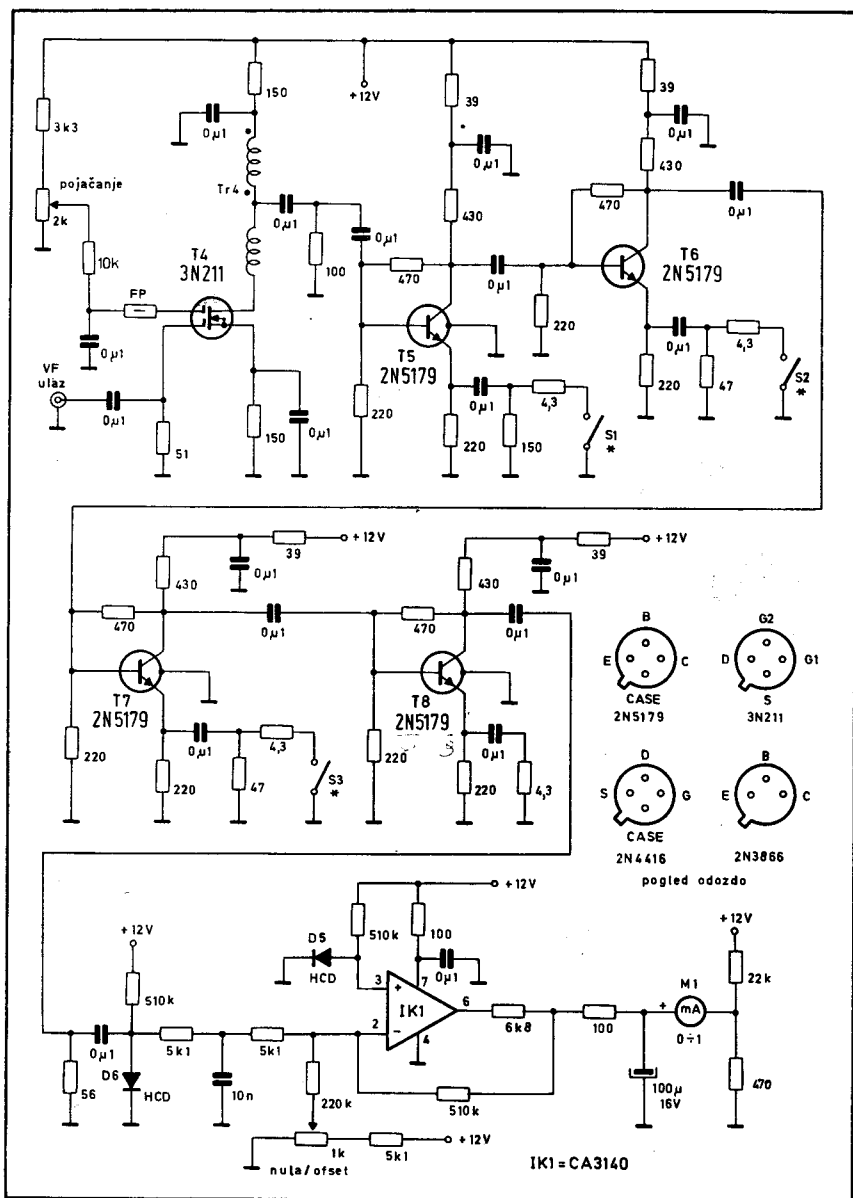 150
+12V
39
39
0µ1
3k3
0µ1
0µ1
pojačanje
Tr4
430
430
2k
0µ1
470
0µ1
10k
T4
3N211
100
0µ1
470
0µ1
T6
2N5179
FP
220
0µ1
T5
2N5179
0µ1
4,3
VF
ulaz
0µ1
220
0µ1
4,3
220
47
S2
*
51
150
0µ1
220
150
S1
*
39
+12V
39
+12V
430
0µ1
430
0µ1
470
0µ1
470
0µ1
B
E
C
CASE
2N5179
G2
D
G1
S
3N211
T7
2N5179
T8
2N5179
220
0µ1
4,3
220
0µ1
220
47
S3
*
220
4,3
D
S
G
CASE
2N4416
B
E
C
2N3866
pogled odozdo
+12V
+12V
510k
100
D5
HCD
0µ1
+12V
510k
3
+
7
IK1
6
2
-
4
6k8
100
+
M1
mA
0÷1
22k
0µ1
5k1
5k1
56
D6
HCD
10n
220k
510k
100µ
16V
470
1k
5k1
+12V
nula/ofset
IK1=CA3140